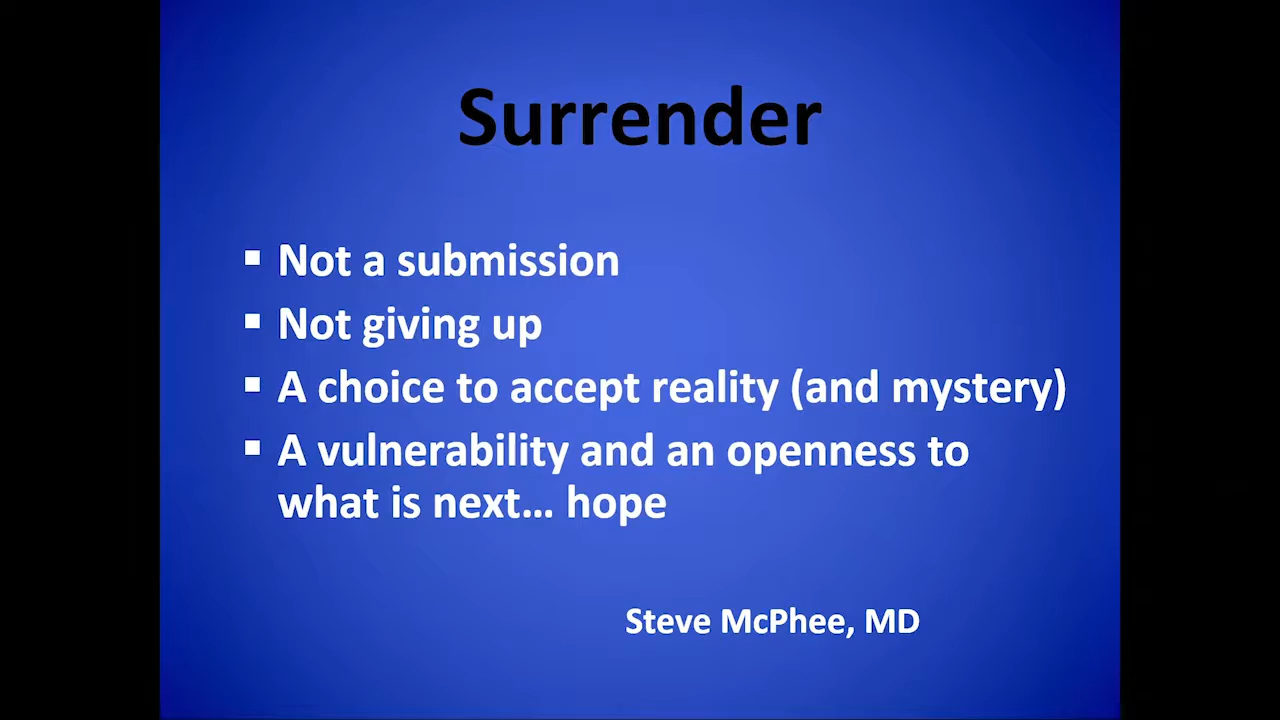 Surrender
▪ Not a submission
▪ Not giving up
▪ A choice to accept reality (and mystery)
▪ A vulnerability and an openness to
what is next... hope
Steve McPhee, MD